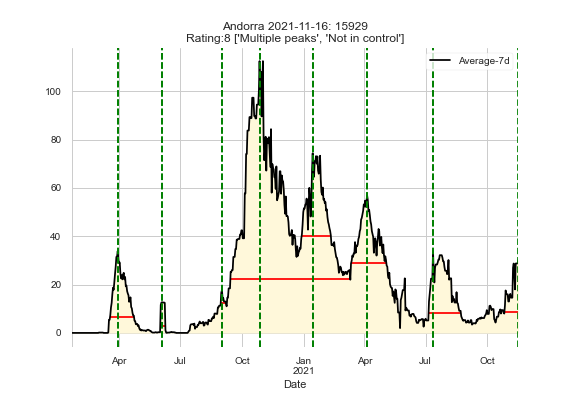 Andorra 2021-11-16: 15929
Rating:8 ['Multiple peaks', 'Not in control']
Average-7d
100
80
60
40
20
0
Apr Jul Oct Jan Apr Jul Oct
2021
Date